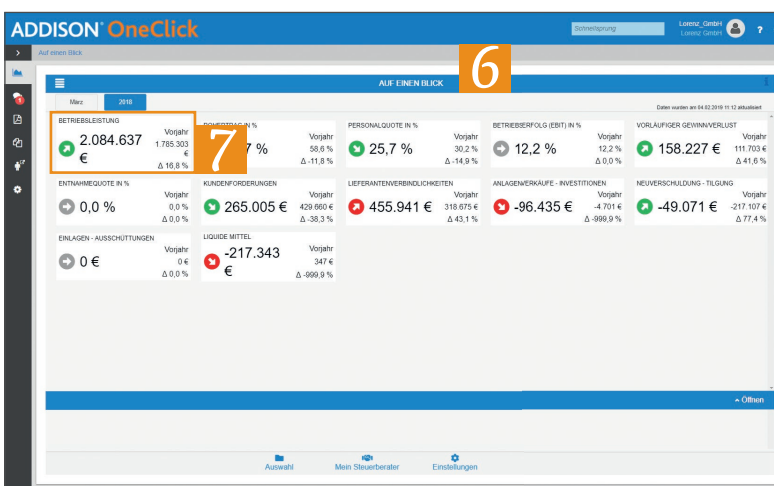 ADDISON OneClick
Schnellsprung
Lorenz_GmbH
Lorenz GmbH
?
Auf einen Blick
6
AUF EINEN BLICK
März 2018
Daten wurden am 04.02.2019 11:12 aktualisiert
BETRIEBSLEISTUNG
2.084.637 €
Vorjahr
1.785.303 €
Δ 16,8 %
7
IN %
7 %
Vorjahr
58,6 %
Δ -11,8 %
PERSONALQUOTE IN %
25,7 %
Vorjahr
30,2 %
Δ -14,9 %
BETRIEBSERFOLG (EBIT) IN %
12,2 %
Vorjahr
12,2 %
Δ 0,0 %
VORLÄUFIGER GEWINN/VERLUST
158.227 €
Vorjahr
111.703 €
Δ 41,6 %
ENTNAHMEQUOTE IN %
0,0 %
Vorjahr
0,0 %
Δ 0,0 %
KUNDENFORDERUNGEN
265.005 €
Vorjahr
429.660 €
Δ -38,3 %
LIEFERANTENVERBINDLICHKEITEN
455.941 €
Vorjahr
318.675 €
Δ 43,1 %
ANLAGENVERKÄUFE - INVESTITIONEN
-96.435 €
Vorjahr
-4.701 €
Δ -999,9 %
NEUVERSCHULDUNG - TILGUNG
-49.071 €
Vorjahr
-217.107 €
Δ 77,4 %
EINLAGEN - AUSSCHÜTTUNGEN
0 €
Vorjahr
0 €
Δ 0,0 %
LIQUIDE MITTEL
-217.343 €
Vorjahr
347 €
Δ -999,9 %
Öffnen
Auswahl
Mein Steuerberater
Einstellungen